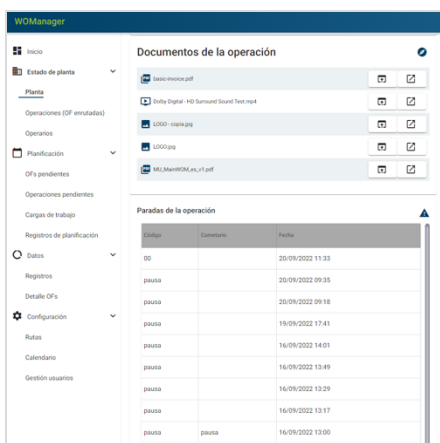 WOManager
Inicio
Estado de planta
Planta
Operaciones (OF enrutadas)
Operarios
Planificación
OFs pendientes
Operaciones pendientes
Cargas de trabajo
Registros de planificación
Datos
Registros
Detalle OFs
Configuración
Rutas
Calendario
Gestión usuarios
Documentos de la operación
basic-invoice.pdf
Dolby Digital - HD Surround Sound Test.mp4
LOGO - copia.jpg
LOGO.jpg
MU_MainWOM_es_v1.pdf
Paradas de la operación
Código Comentario Fecha
00 20/09/2022 11:33
pausa 20/09/2022 09:35
pausa 20/09/2022 09:18
pausa 19/09/2022 17:41
pausa 16/09/2022 14:01
pausa 16/09/2022 13:49
pausa 16/09/2022 13:29
pausa 16/09/2022 13:17
pausa pausa 16/09/2022 13:00